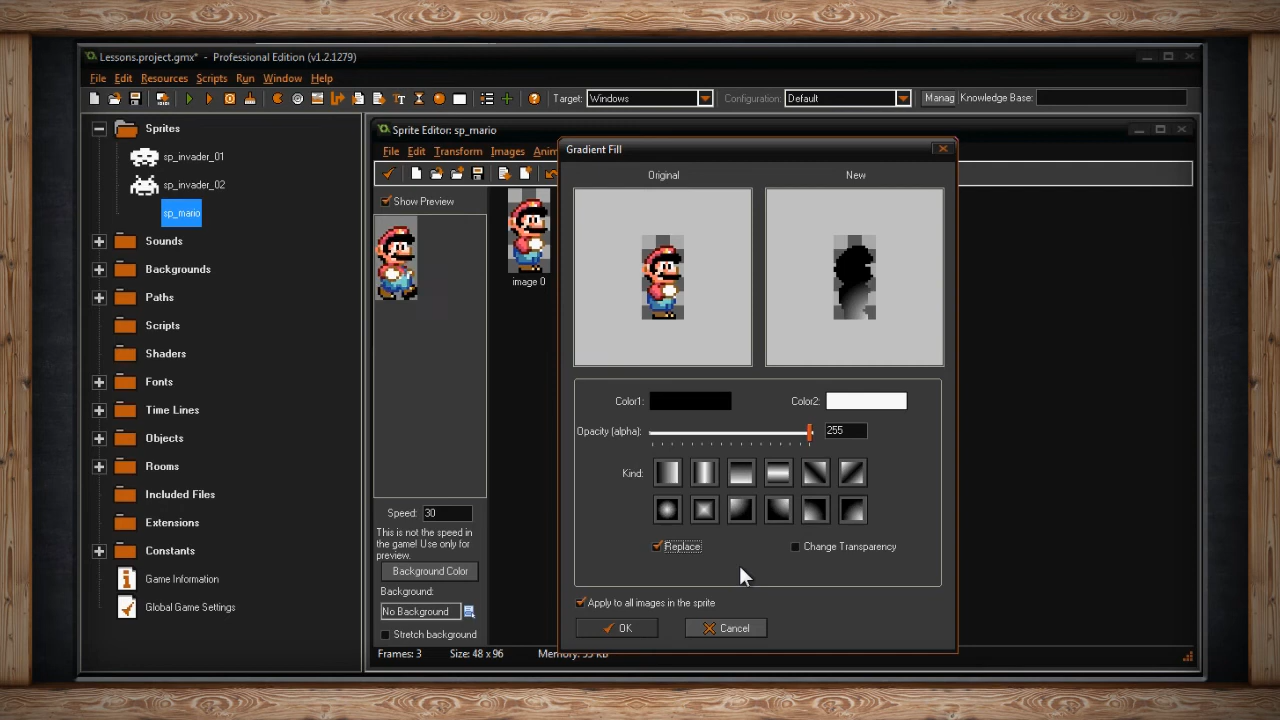 Lessons.project.gmx* - Professional Edition (v1.2.1279)
File Edit Resources Scripts Run Window Help
Target: Windows Configuration: Default Manag Knowledge Base:
Sprites
sp_invader_01
sp_invader_02
sp_mario
Sounds
Backgrounds
Paths
Scripts
Shaders
Fonts
Time Lines
Objects
Rooms
Included Files
Extensions
Constants
Game Information
Global Game Settings
Sprite Editor: sp_mario
File Edit Transform Images Anim
Show Preview
image 0
Speed: 30
This is not the speed in
the game! Use only for
preview.
Background Color
Background:
No Background
Stretch background
Frames: 3 Size: 48 x 96
Gradient Fill
Original New
Color1: Color2:
Opacity (alpha): 255
Kind:
Replace Change Transparency
Apply to all images in the sprite
OK Cancel